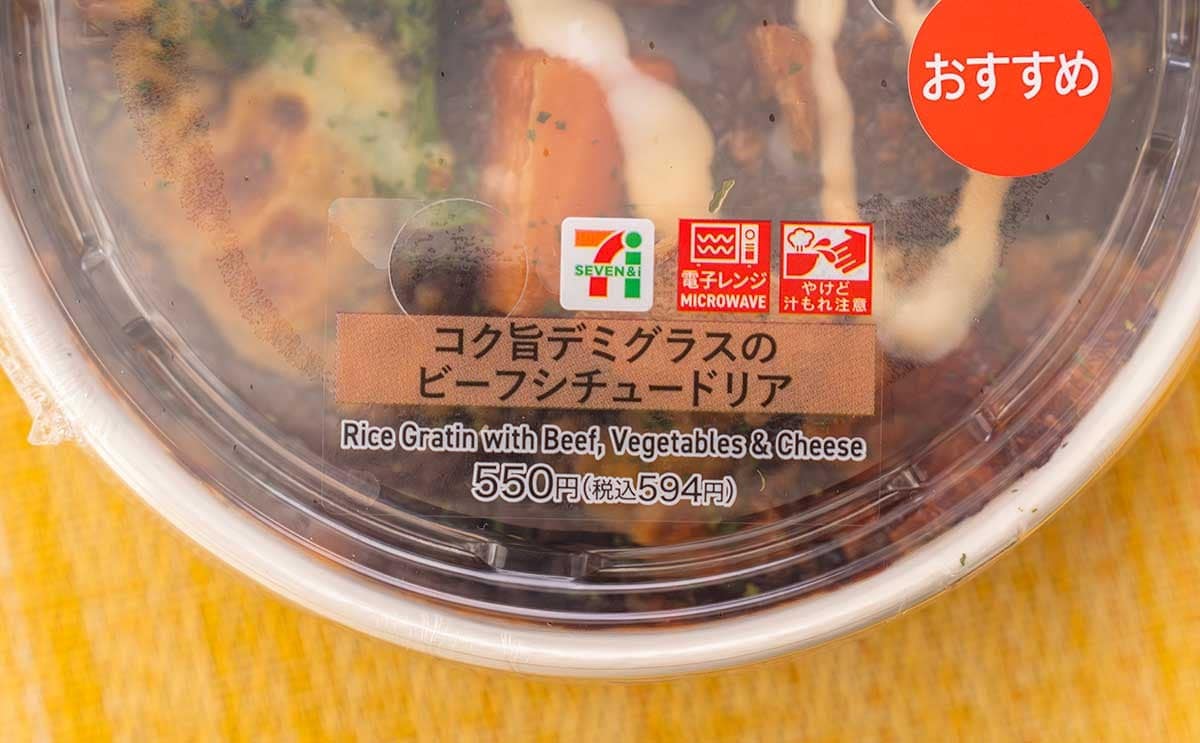 おすすめ
7i
SEVEN&i
電子レンジ
MICROWAVE
やけど
汁もれ注意
コク旨デミグラスの
ビーフシチュードリア
Rice Gratin with Beef, Vegetables & Cheese
550円(税込594円)